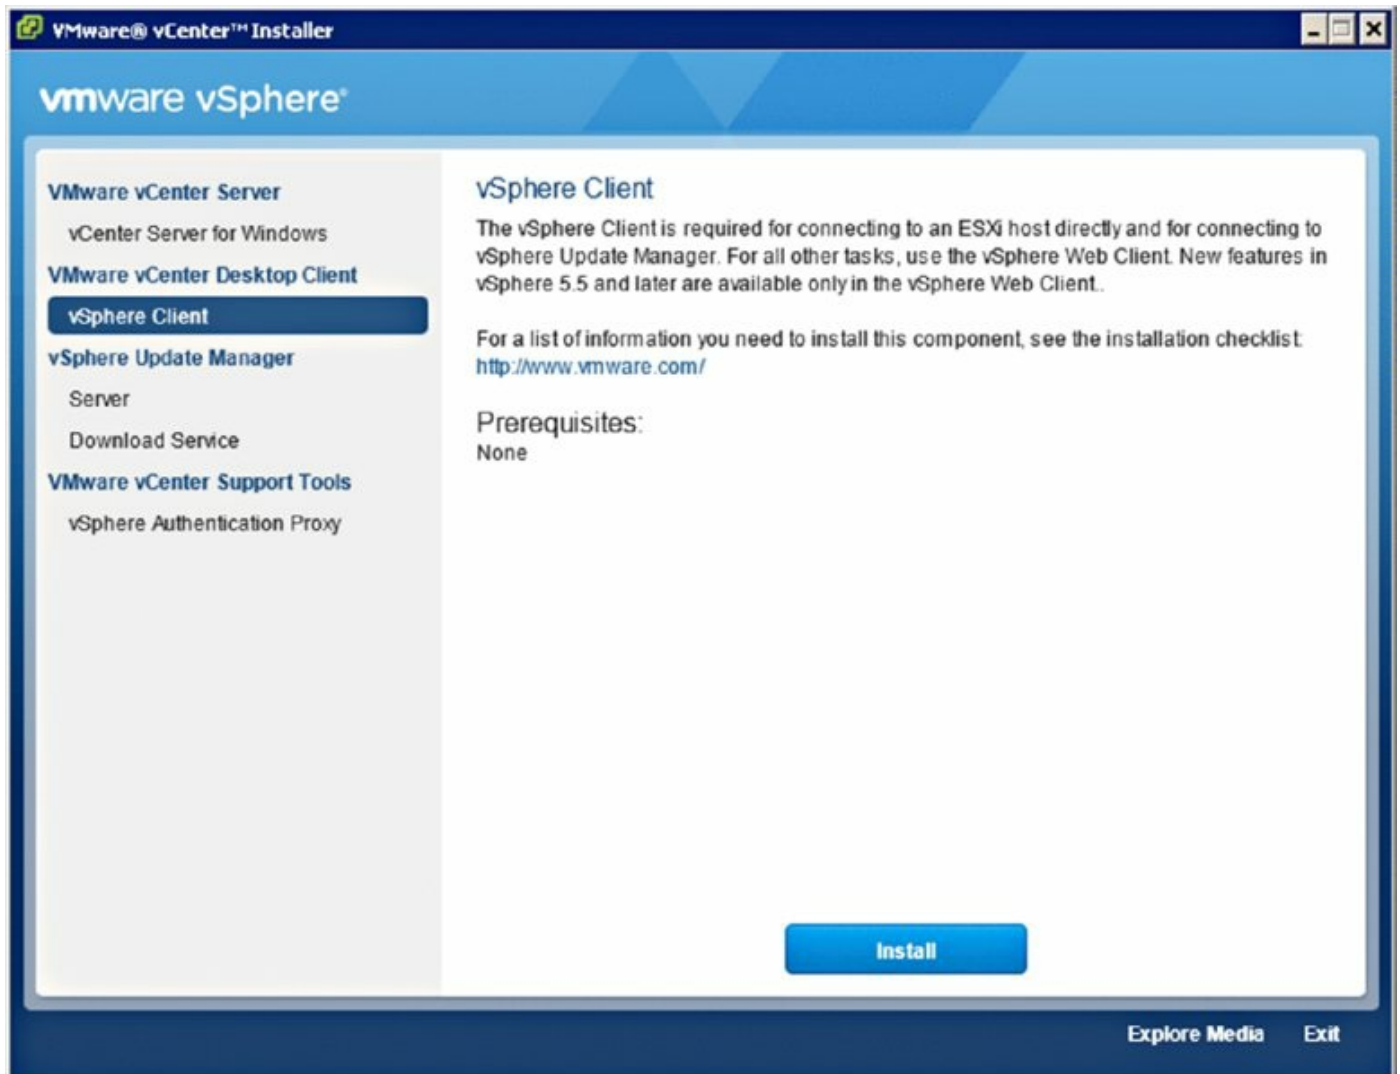 VMware® vCenter™ Installer
vmware vSphere®
VMware vCenter Server
vCenter Server for Windows
VMware vCenter Desktop Client
vSphere Client
vSphere Update Manager
Server
Download Service
VMware vCenter Support Tools
vSphere Authentication Proxy
vSphere Client
The vSphere Client is required for connecting to an ESXi host directly and for connecting to
vSphere Update Manager. For all other tasks, use the vSphere Web Client. New features in
vSphere 5.5 and later are available only in the vSphere Web Client..
For a list of information you need to install this component, see the installation checklist:
http://www.vmware.com/
Prerequisites:
None
Install
Explore Media
Exit